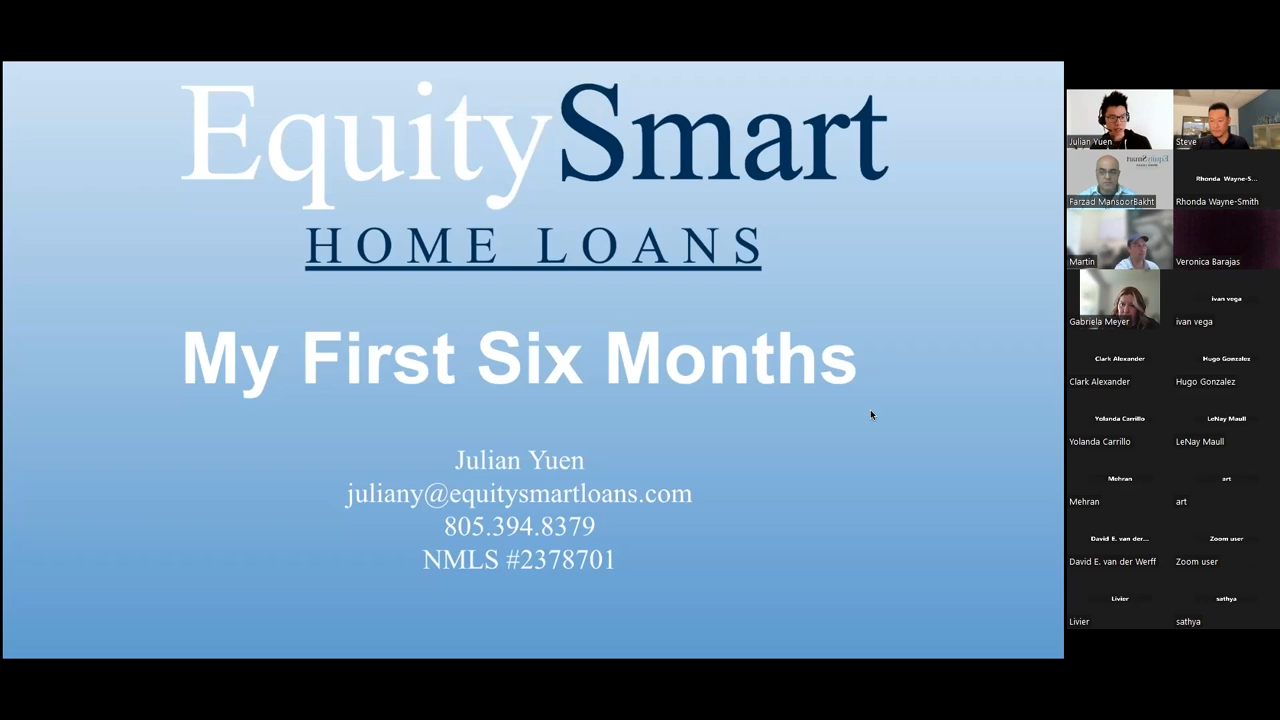 EquitySmart
HOME LOANS
My First Six Months
Julian Yuen
juliany@equitysmartloans.com
805.394.8379
NMLS #2378701
Julian Yuen
Steve
EquitySmart
Farzad MansoorBakht
Rhonda Wayne-S...
Rhonda Wayne-Smith
Martin
Veronica Barajas
Gabriela Meyer
ivan vega
ivan vega
Clark Alexander
Clark Alexander
Hugo Gonzalez
Hugo Gonzalez
Yolanda Carrillo
Yolanda Carrillo
LeNay Maull
LeNay Maull
Mehran
Mehran
art
art
David E. van der...
David E. van der Werff
Zoom user
Zoom user
Livier
Livier
sathya
sathya